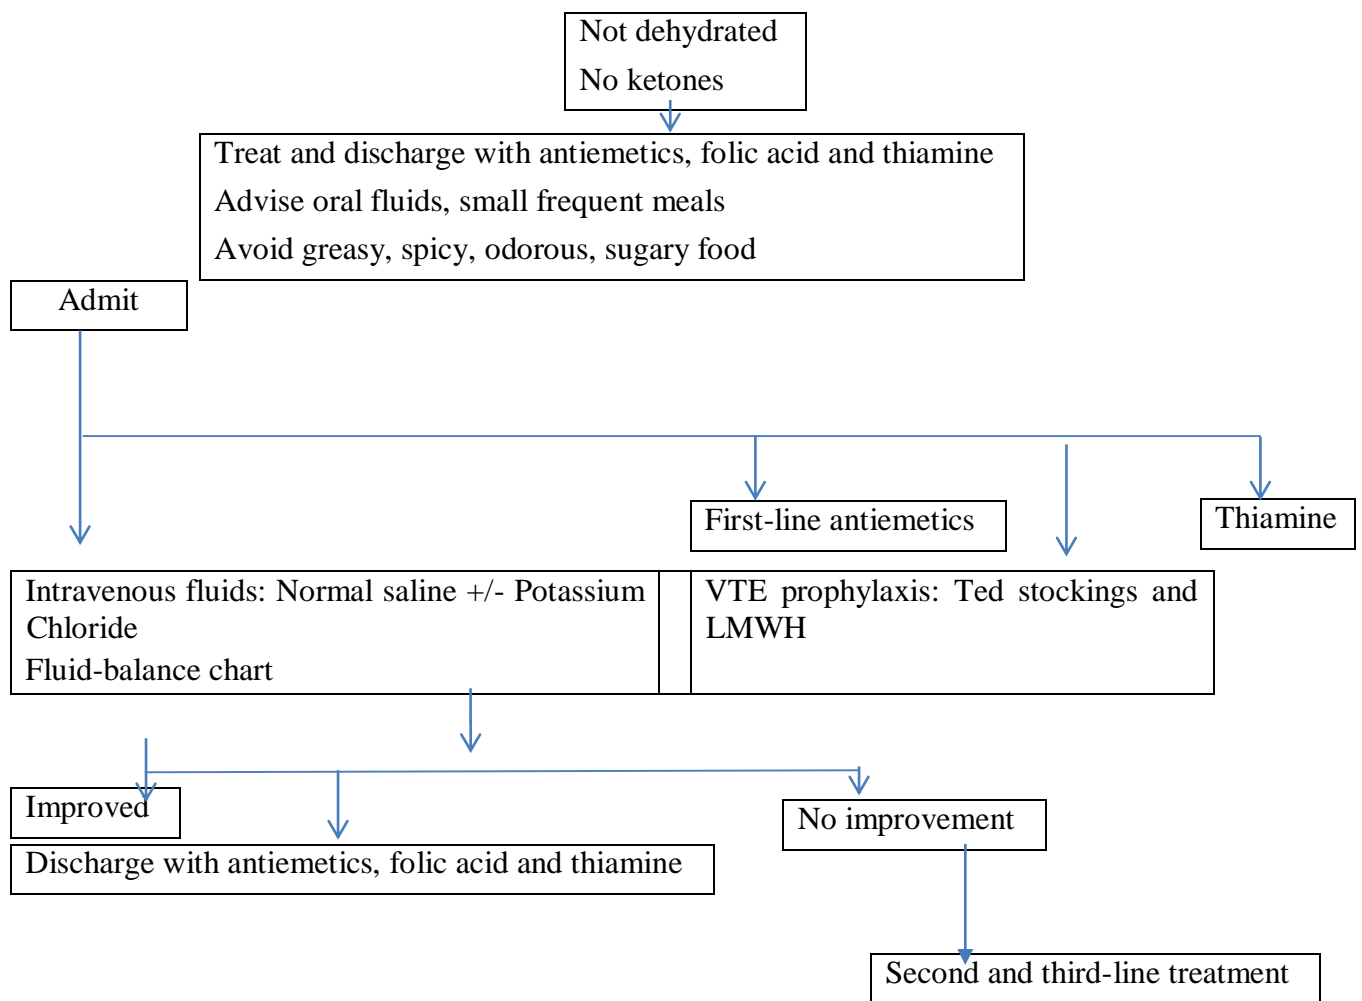 Not dehydrated
No ketones
Treat and discharge with antiemetics, folic acid and thiamine
Advise oral fluids, small frequent meals
Avoid greasy, spicy, odorous, sugary food
Admit
First-line antiemetics
Thiamine
Intravenous fluids: Normal saline +/- Potassium
Chloride
Fluid-balance chart
VTE prophylaxis: Ted stockings and
LMWH
Improved
No improvement
Discharge with antiemetics, folic acid and thiamine
Second and third-line treatment